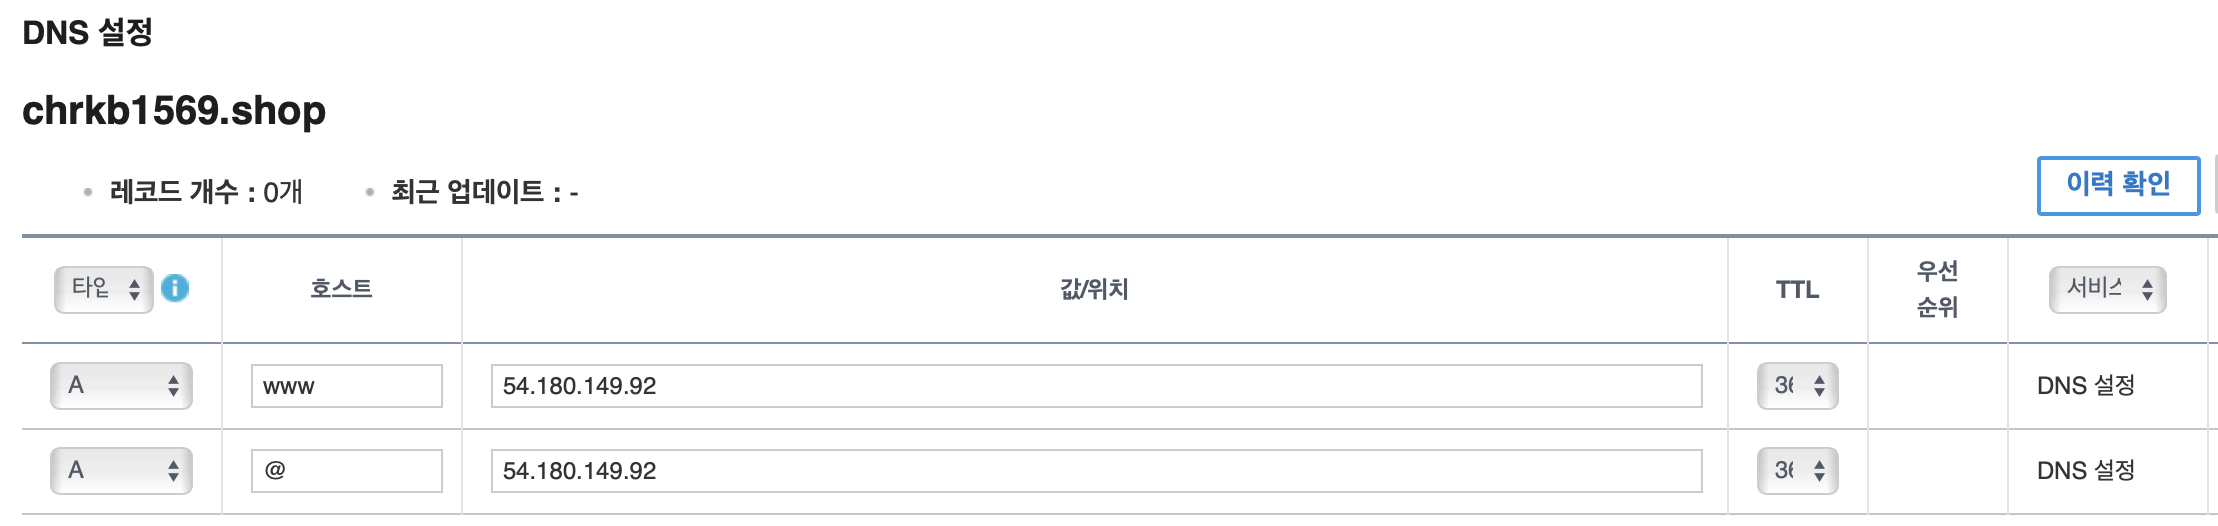 DNS 설정
chrkb1569.shop
레코드 개수 : 0개 최근 업데이트 : -
이력 확인
타입 호스트 값/위치 TTL 우선 순위 서비스
A www 54.180.149.92 36 DNS 설정
A @ 54.180.149.92 36 DNS 설정